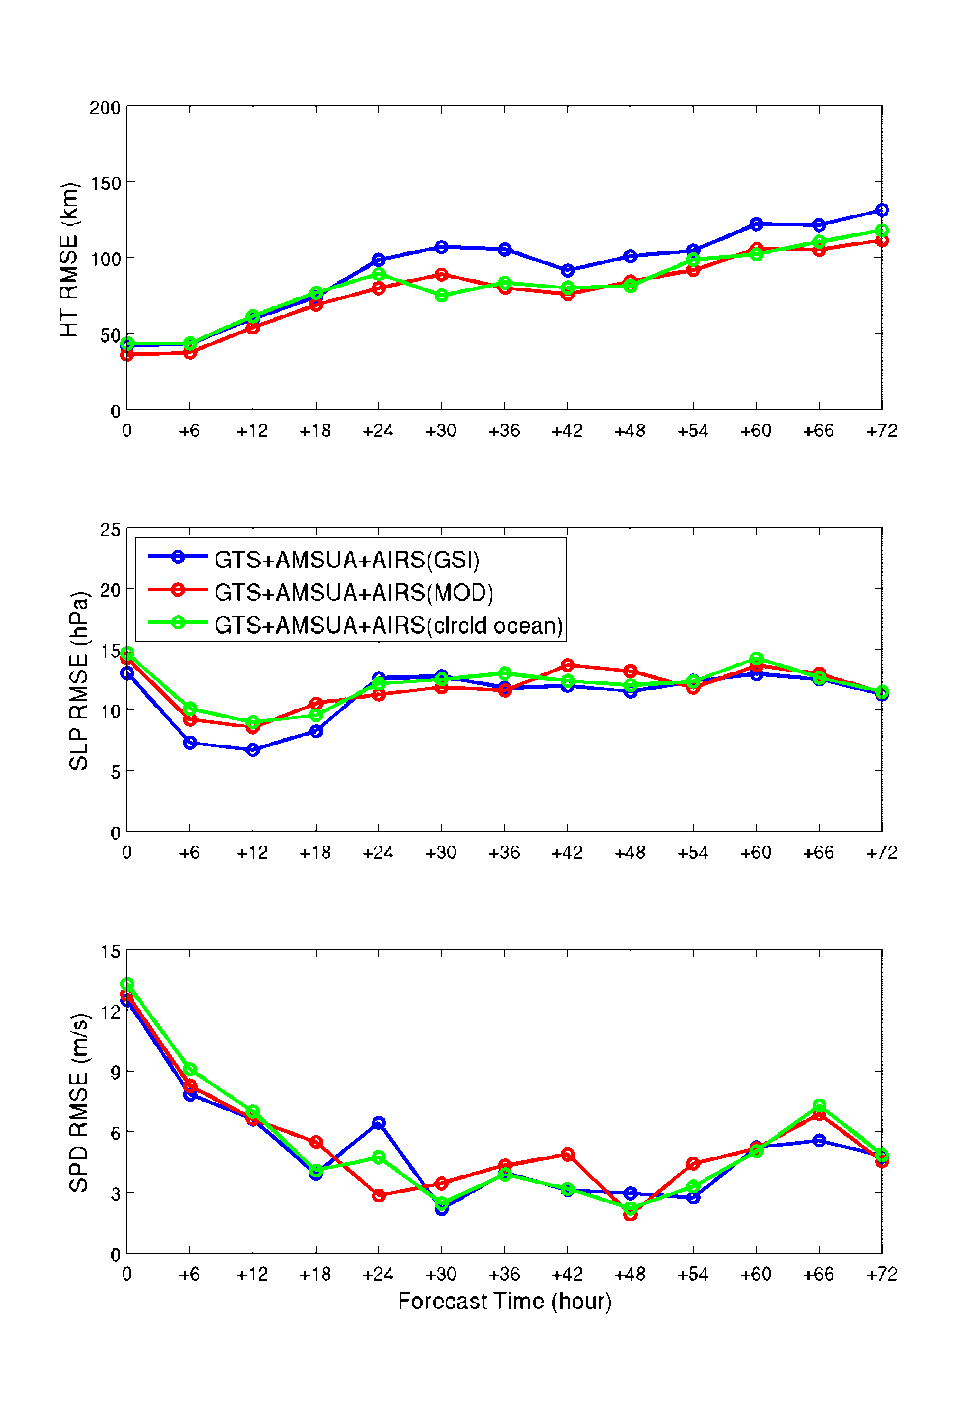 HT RMSE (km)
200
150
100
50
0
0 +6 +12 +18 +24 +30 +36 +42 +48 +54 +60 +66 +72
SLP RMSE (hPa)
25
20
15
10
5
0
GTS+AMSUA+AIRS(GSI)
GTS+AMSUA+AIRS(MOD)
GTS+AMSUA+AIRS(clrcld ocean)
0 +6 +12 +18 +24 +30 +36 +42 +48 +54 +60 +66 +72
SPD RMSE (m/s)
15
12
9
6
3
0
0 +6 +12 +18 +24 +30 +36 +42 +48 +54 +60 +66 +72
Forecast Time (hour)